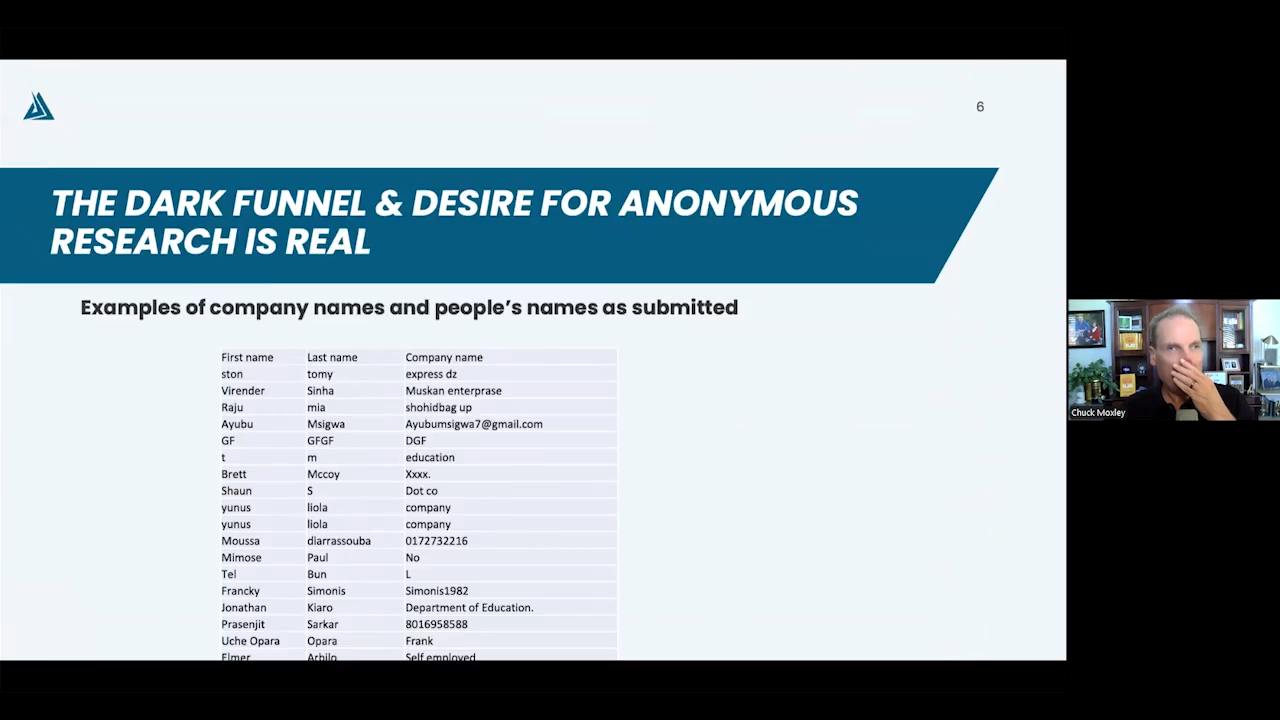 6
THE DARK FUNNEL & DESIRE FOR ANONYMOUS
RESEARCH IS REAL
Examples of company names and people's names as submitted
First name Last name Company name
ston tomy express dz
Virender Sinha Muskan enterprase
Raju mia shohidbag up
Ayubu Msigwa Ayubumsigwa7@gmail.com
GF GFGF DGF
t m education
Brett Mccoy Xxxx.
Shaun S Dot co
yunus liola company
yunus liola company
Moussa diarrassouba 0172732216
Mimose Paul No
Tel Bun L
Francky Simonis Simonis1982
Jonathan Kiaro Department of Education.
Prasenjit Sarkar 8016958588
Uche Opara Opara Frank
Elmer Arbilo Self employed
Chuck Moxley